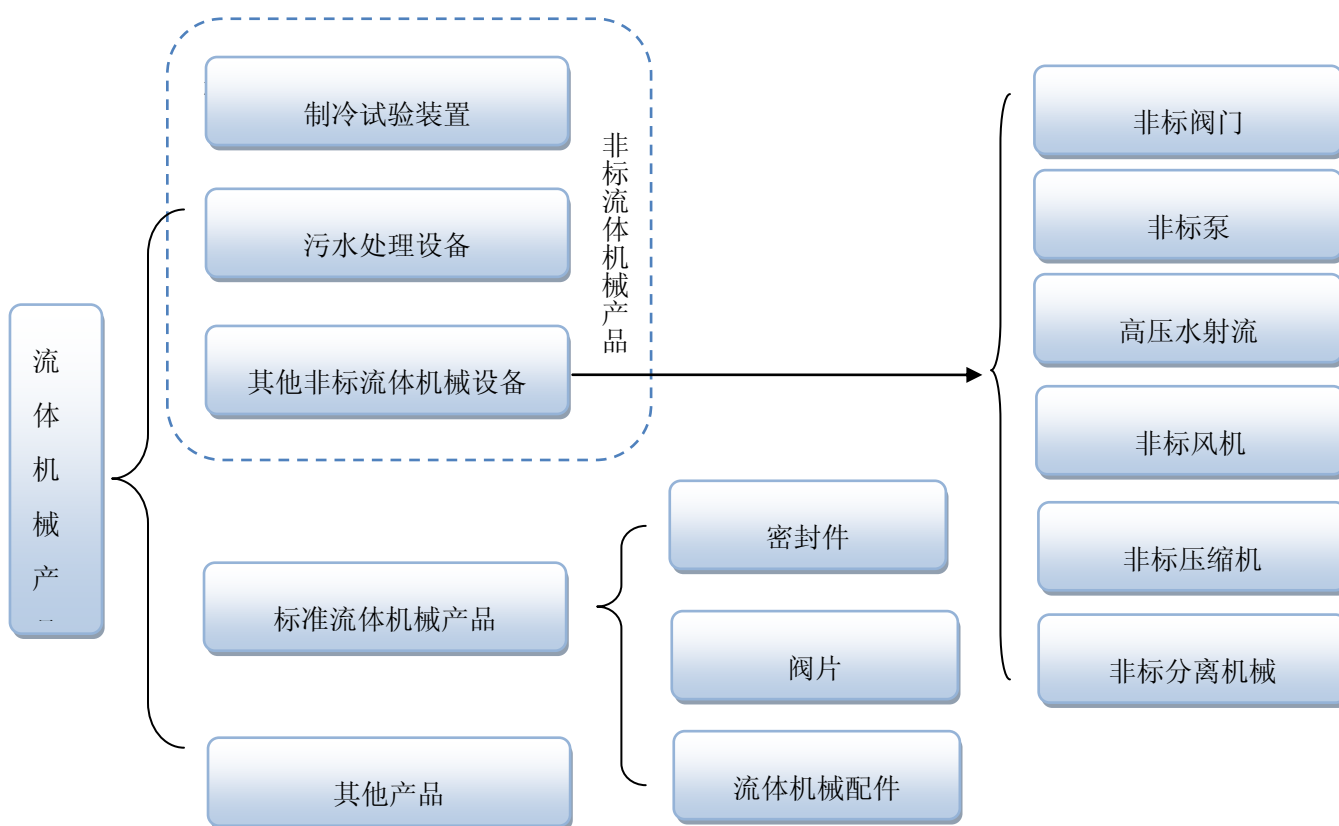 流体机械产
制冷试验装置
污水处理设备
其他非标流体机械设备
非标流体机械产品
标准流体机械产品
其他产品
密封件
阀片
流体机械配件
非标阀门
非标泵
高压水射流
非标风机
非标压缩机
非标分离机械